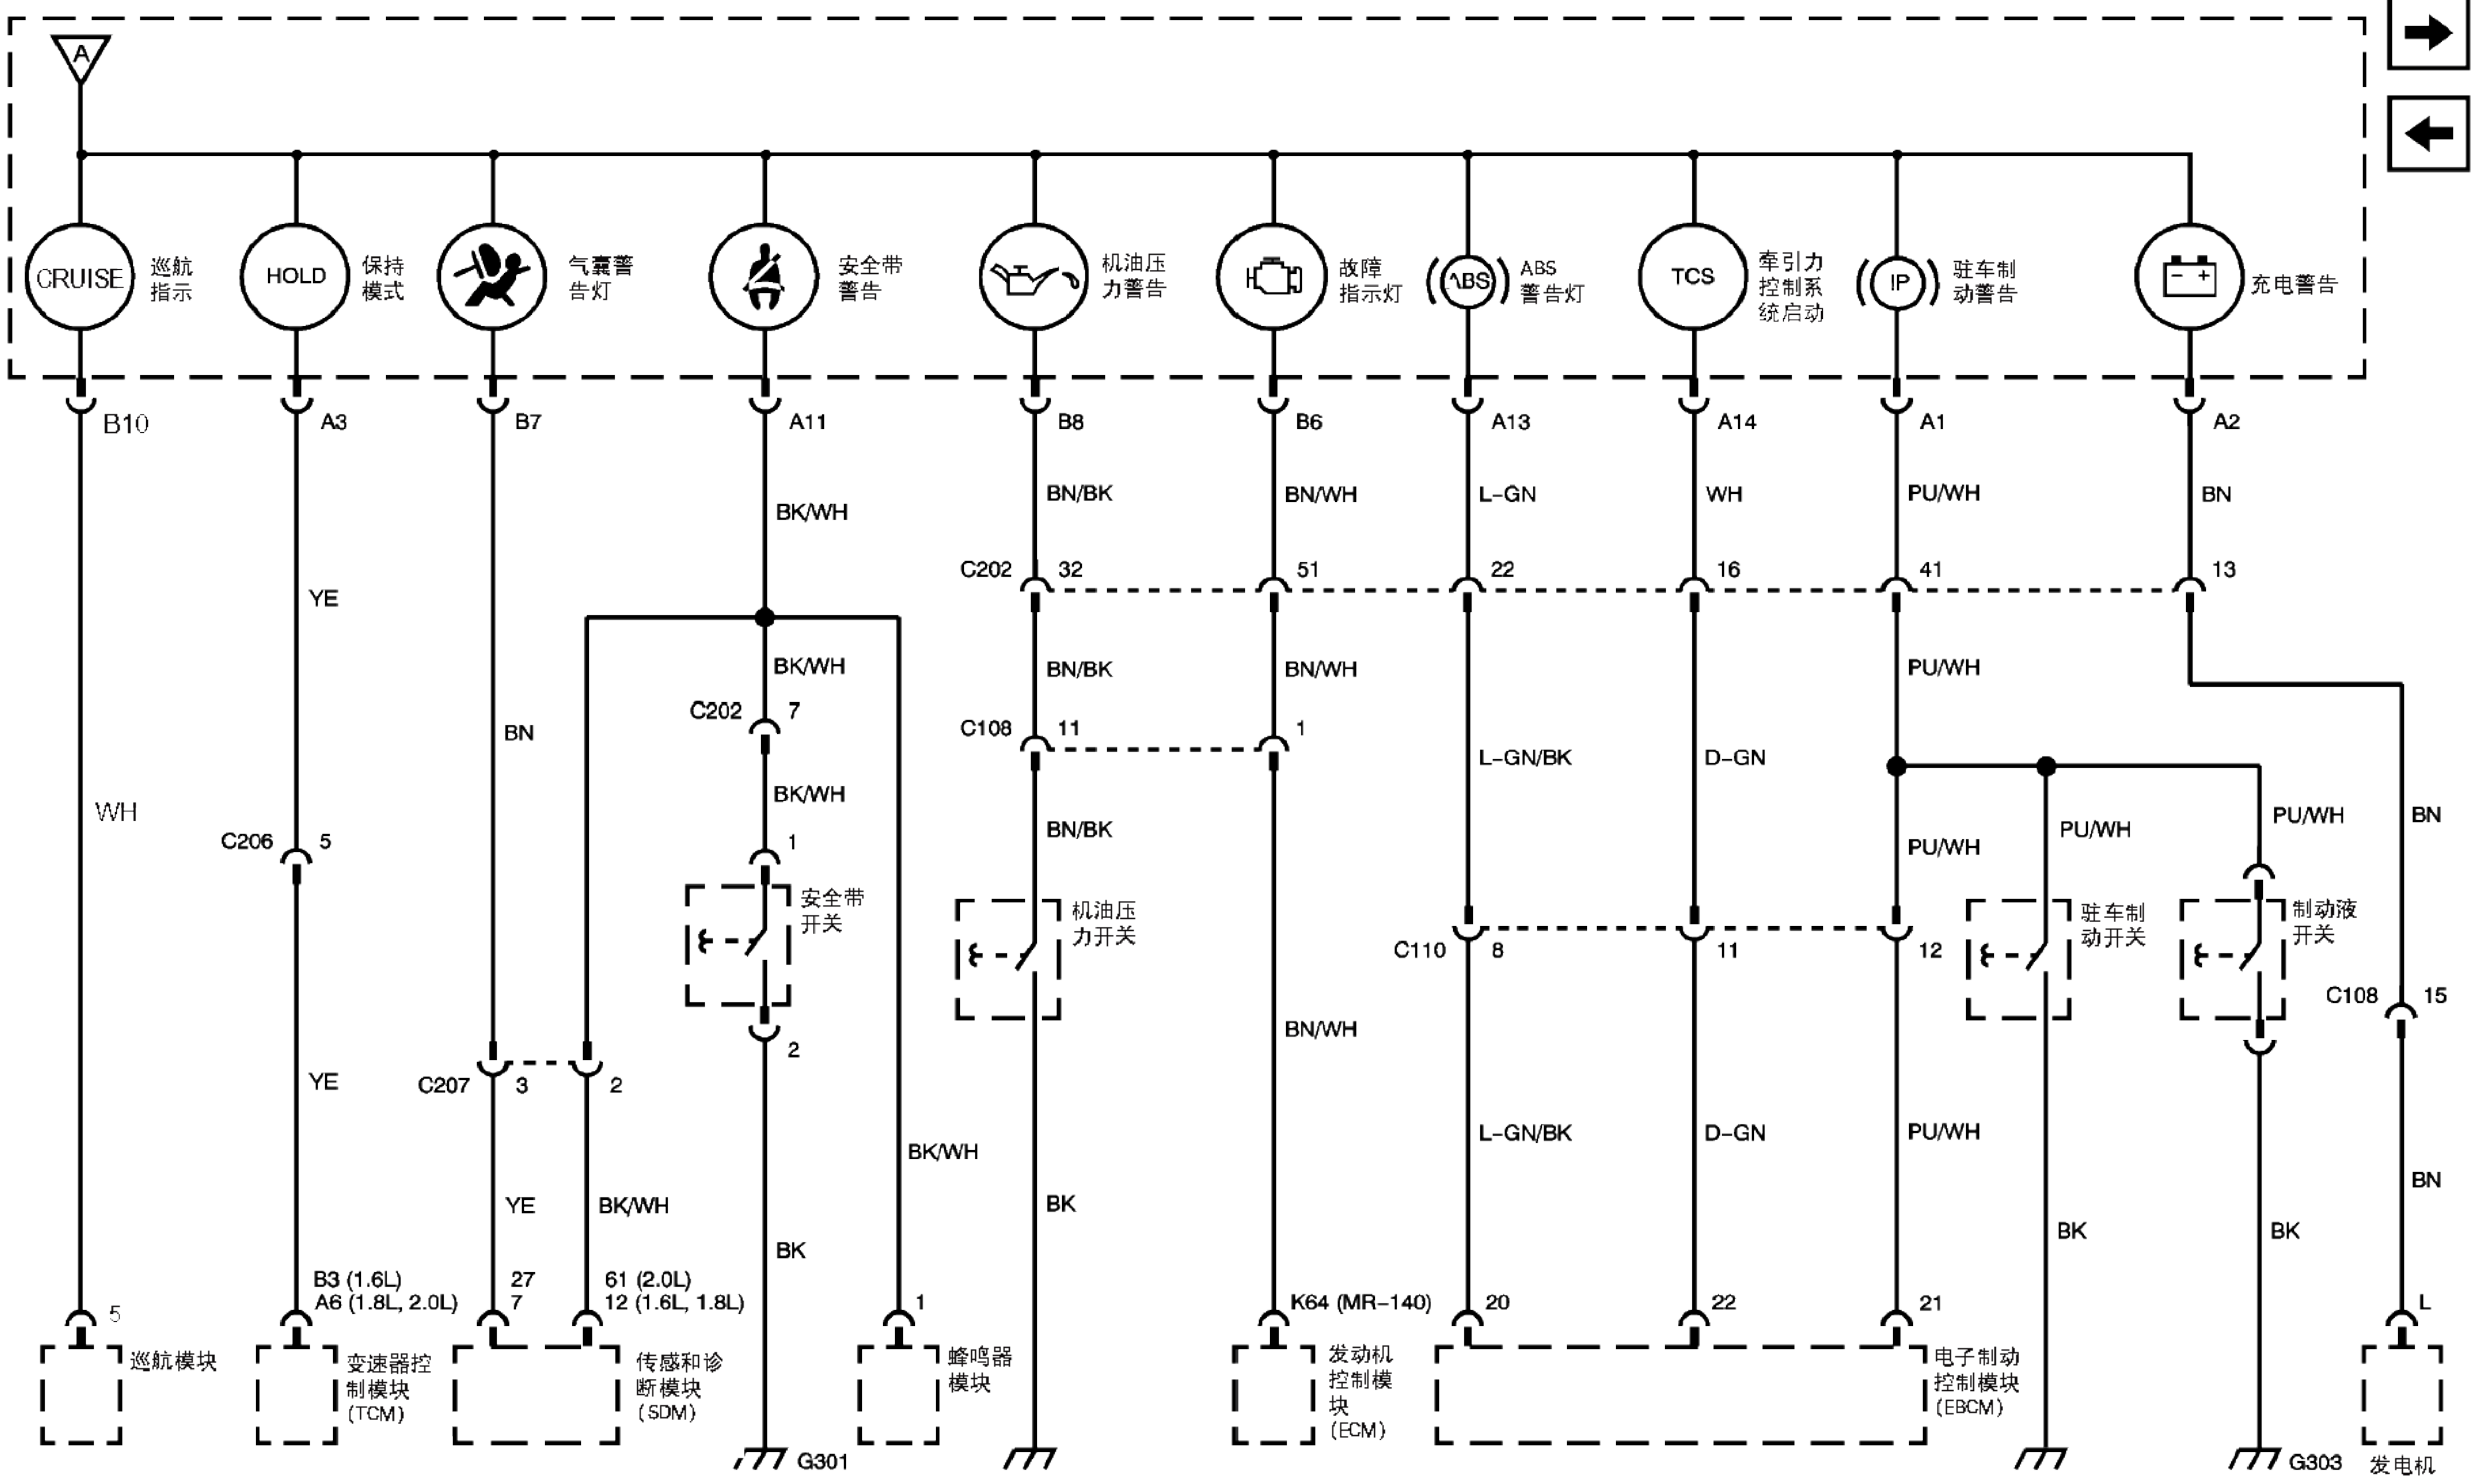 A
CRUISE
巡航
指示
HOLD
保持
模式
气囊警
告灯
安全带
警告
机油压
力警告
故障
指示灯
ABS
ABS
警告灯
TCS
牵引力
控制系
统启动
IP
驻车制
动警告
− +
充电警告
B10
A3
B7
A11
B8
B6
A13
A14
A1
A2
BK/WH
BN/BK
BN/WH
L-GN
WH
PU/WH
BN
C202
32
51
22
16
41
13
YE
BK/WH
BN/BK
BN/WH
PU/WH
C202
7
C108
11
1
BN
L-GN/BK
D-GN
WH
BK/WH
BN/BK
PU/WH
PU/WH
PU/WH
BN
C206
5
1
安全带
开关
机油压
力开关
驻车制
动开关
制动液
开关
C110
8
11
12
C108
15
2
BN/WH
YE
C207
3
2
BK/WH
L-GN/BK
D-GN
PU/WH
BN
YE
BK/WH
BK
BK
BK
BK
B3 (1.6L)
A6 (1.8L, 2.0L)
27
7
61 (2.0L)
12 (1.6L, 1.8L)
5
1
K64 (MR-140)
20
22
21
L
巡航模块
变速器控
制模块
(TCM)
传感和诊
断模块
(SDM)
蜂鸣器
模块
发动机
控制模
块
(ECM)
电子制动
控制模块
(EBCM)
G301
G303
发电机